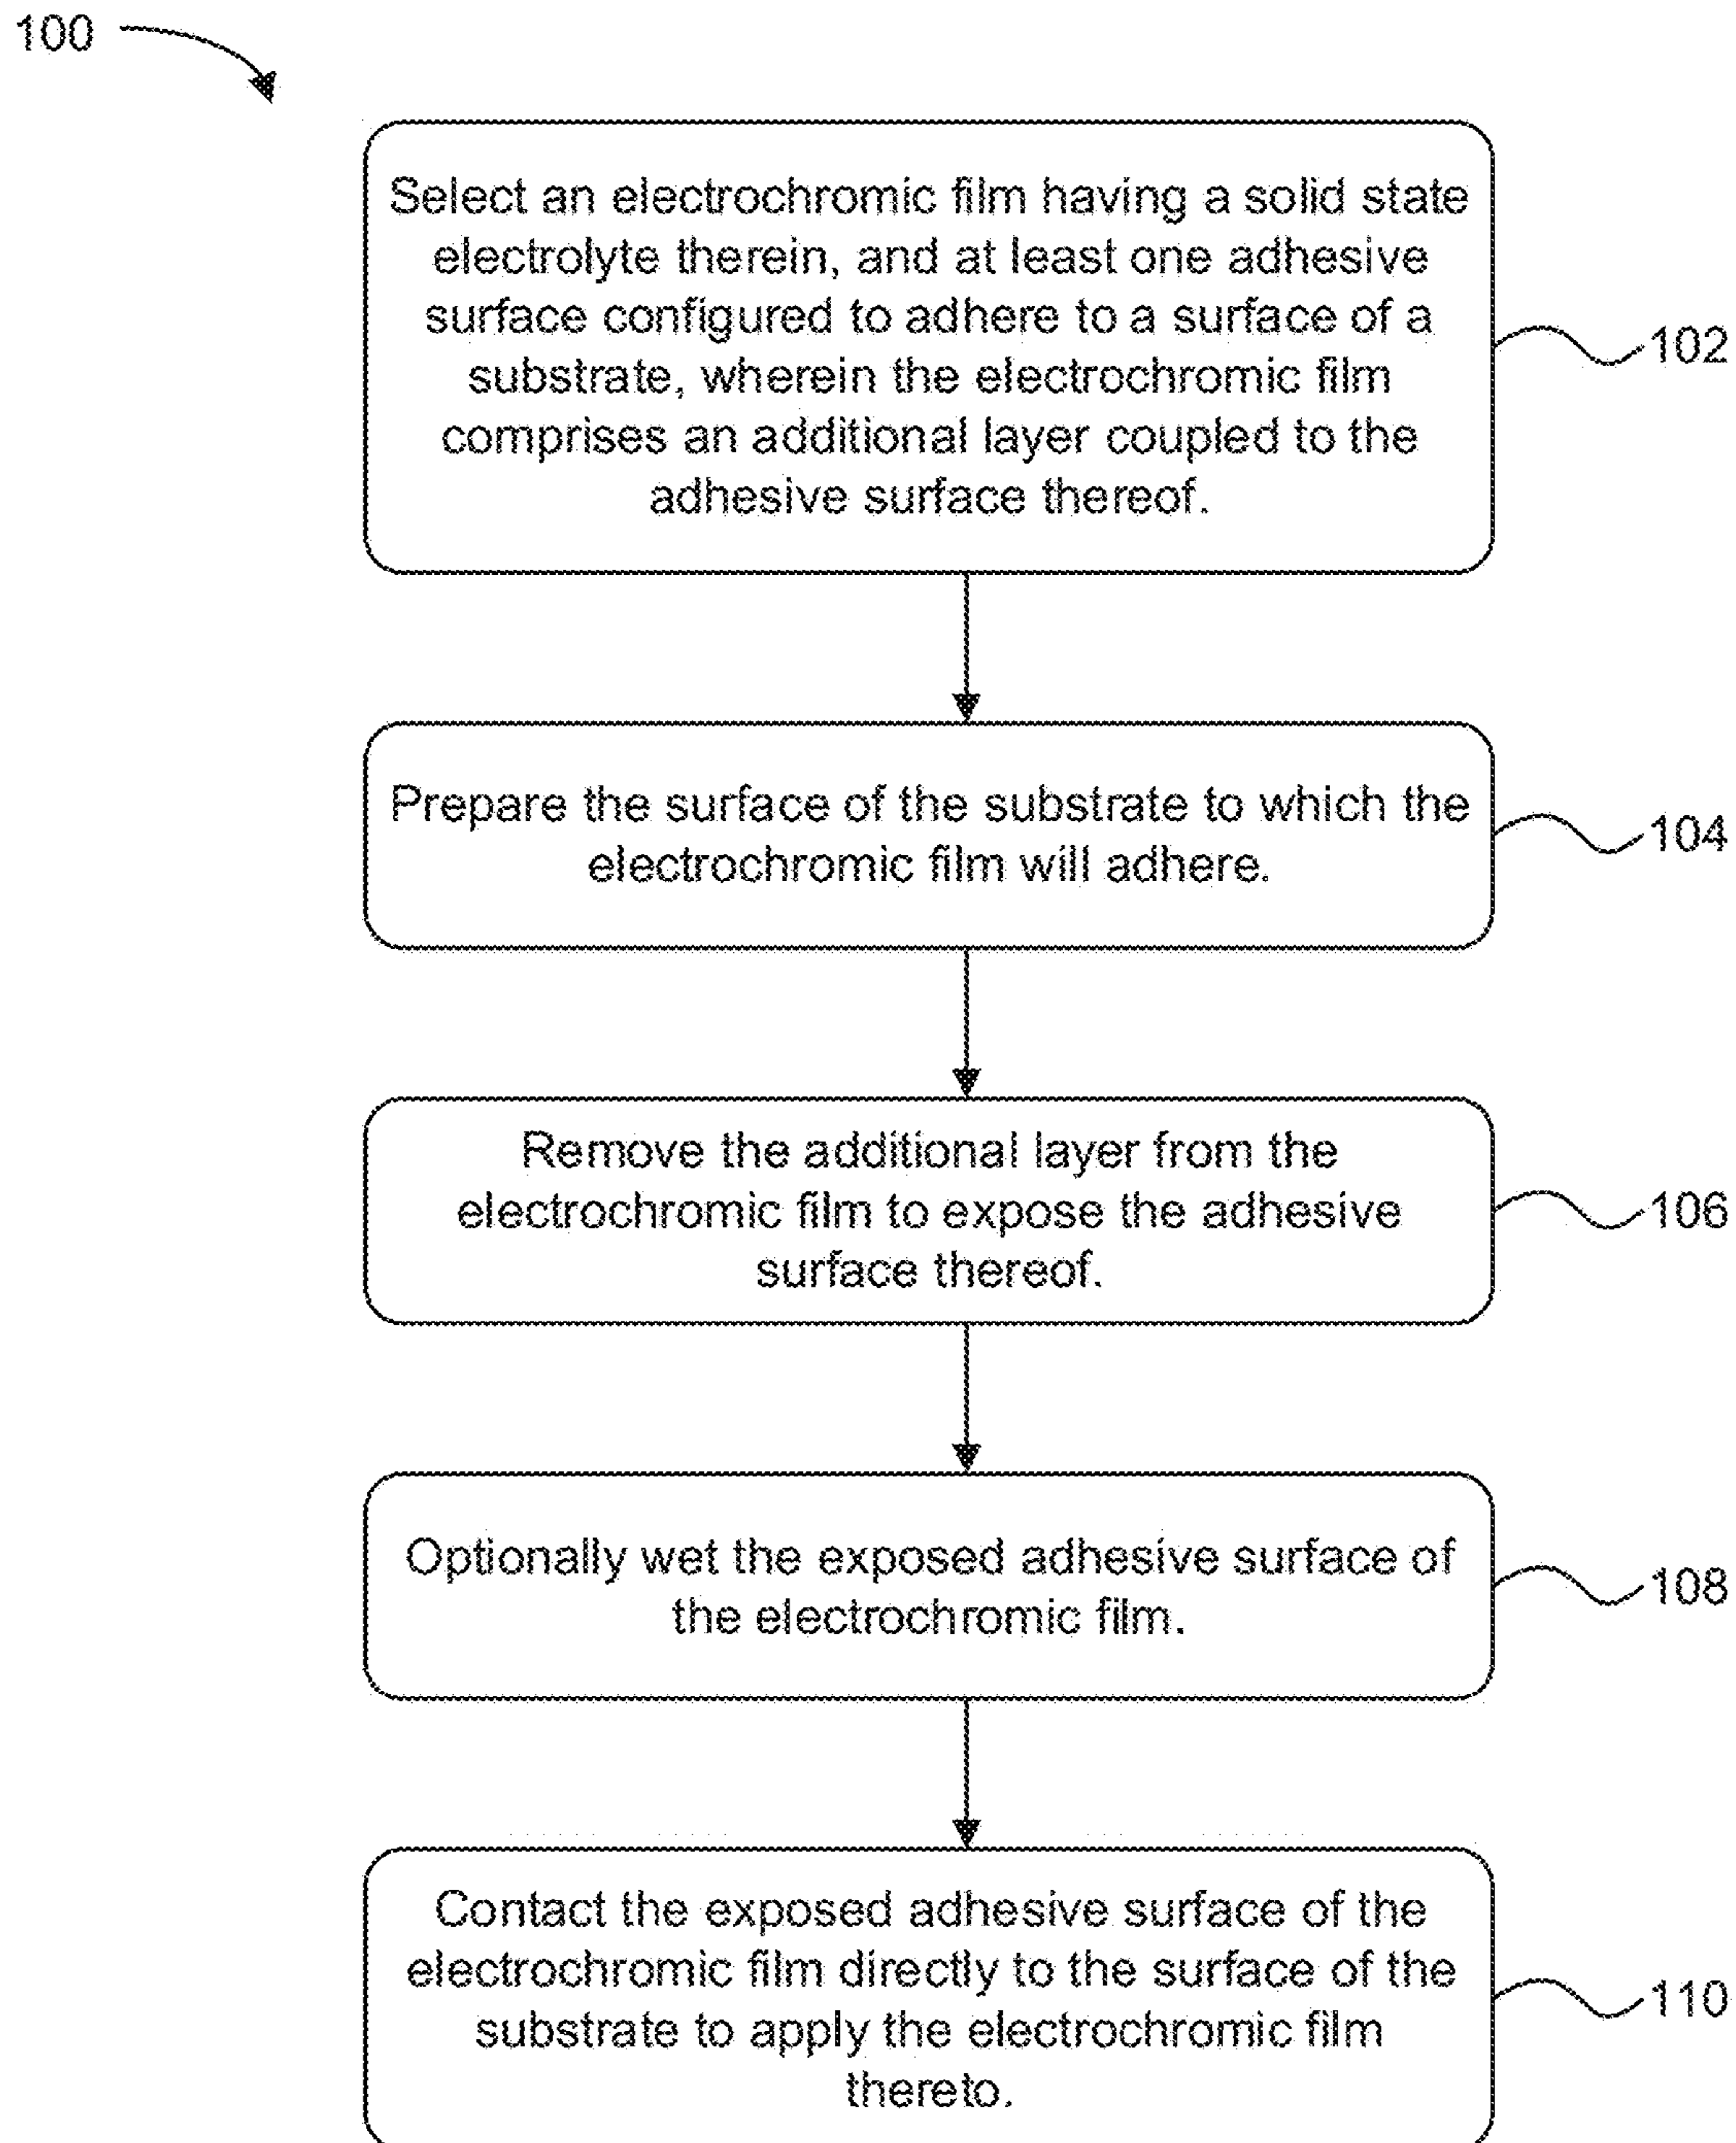 100
Select an electrochromic film having a solid state
electrolyte therein, and at least one adhesive
surface configured to adhere to a surface of a
substrate, wherein the electrochromic film
comprises an additional layer coupled to the
adhesive surface thereof.
102
Prepare the surface of the substrate to which the
electrochromic film will adhere.
104
Remove the additional layer from the
electrochromic film to expose the adhesive
surface thereof.
106
Optionally wet the exposed adhesive surface of
the electrochromic film.
108
Contact the exposed adhesive surface of the
electrochromic film directly to the surface of the
substrate to apply the electrochromic film
thereto.
110